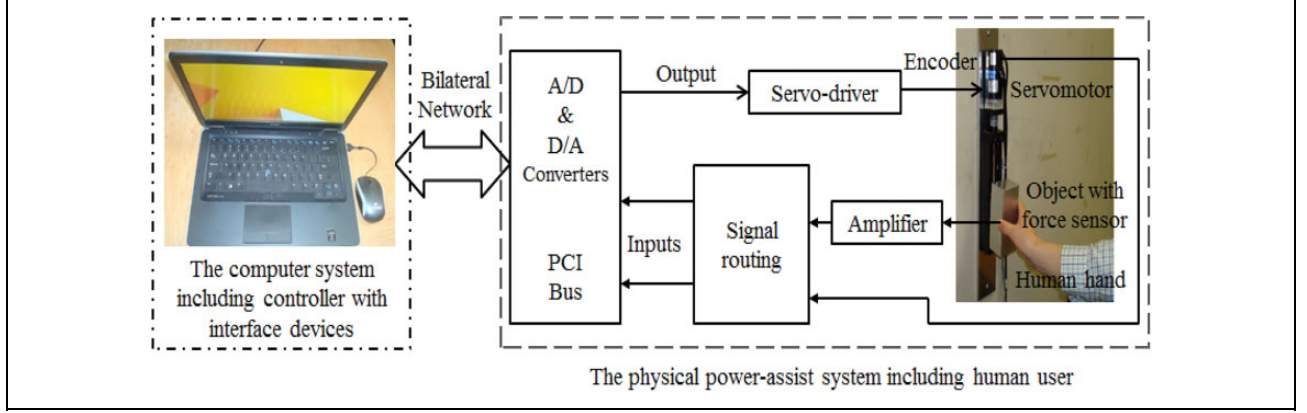 Bilateral
Network
A/D
&
D/A
Converters
PCI
Bus
Output
Servo-driver
Encoder
Servomotor
Object with
force sensor
Amplifier
Signal
routing
Inputs
Human hand
The computer system
including controller with
interface devices
The physical power-assist system including human user